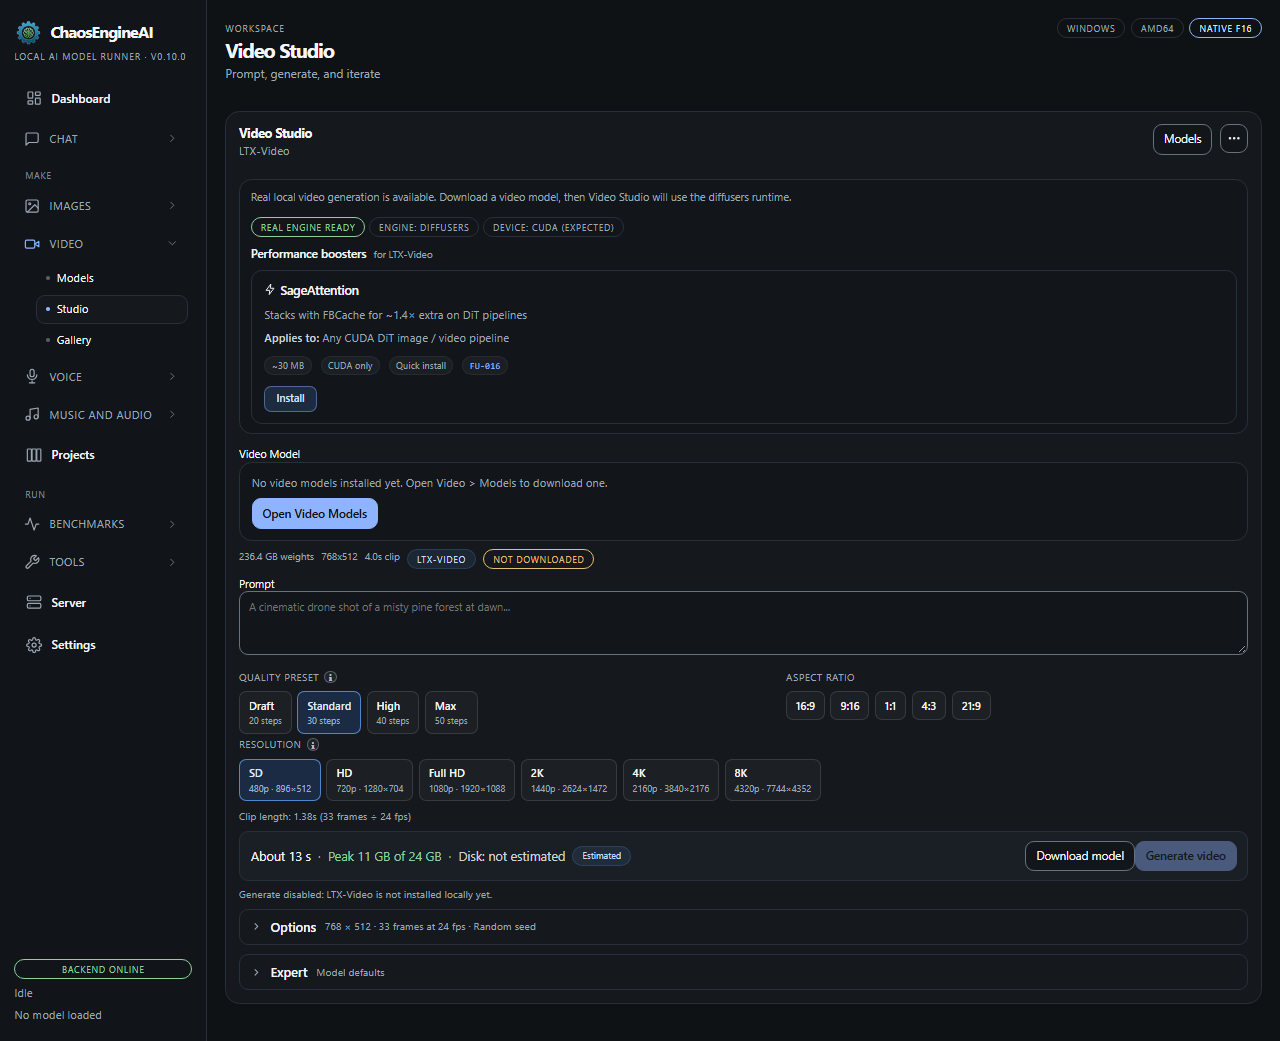 ChaosEngineAI
LOCAL AI MODEL RUNNER · V0.10.0
Dashboard
CHAT
MAKE
IMAGES
VIDEO
Models
Studio
Gallery
VOICE
MUSIC AND AUDIO
Projects
RUN
BENCHMARKS
TOOLS
Server
Settings
BACKEND ONLINE
Idle
No model loaded
WORKSPACE
Video Studio
Prompt, generate, and iterate
WINDOWS
AMD64
NATIVE F16
Video Studio
LTX-Video
Models
Real local video generation is available. Download a video model, then Video Studio will use the diffusers runtime.
REAL ENGINE READY
ENGINE: DIFFUSERS
DEVICE: CUDA (EXPECTED)
Performance boosters for LTX-Video
SageAttention
Stacks with FBCache for ~1.4× extra on DiT pipelines
Applies to: Any CUDA DiT image / video pipeline
~30 MB
CUDA only
Quick install
FU-016
Install
Video Model
No video models installed yet. Open Video > Models to download one.
Open Video Models
236.4 GB weights 768x512 4.0s clip LTX-VIDEO NOT DOWNLOADED
Prompt
A cinematic drone shot of a misty pine forest at dawn...
QUALITY PRESET
Draft
20 steps
Standard
30 steps
High
40 steps
Max
50 steps
ASPECT RATIO
16:9
9:16
1:1
4:3
21:9
RESOLUTION
SD
480p · 896×512
HD
720p · 1280×704
Full HD
1080p · 1920×1088
2K
1440p · 2624×1472
4K
2160p · 3840×2176
8K
4320p · 7744×4352
Clip length: 1.38s (33 frames ÷ 24 fps)
About 13 s · Peak 11 GB of 24 GB · Disk: not estimated Estimated
Download model
Generate video
Generate disabled: LTX-Video is not installed locally yet.
Options 768 × 512 · 33 frames at 24 fps · Random seed
Expert Model defaults